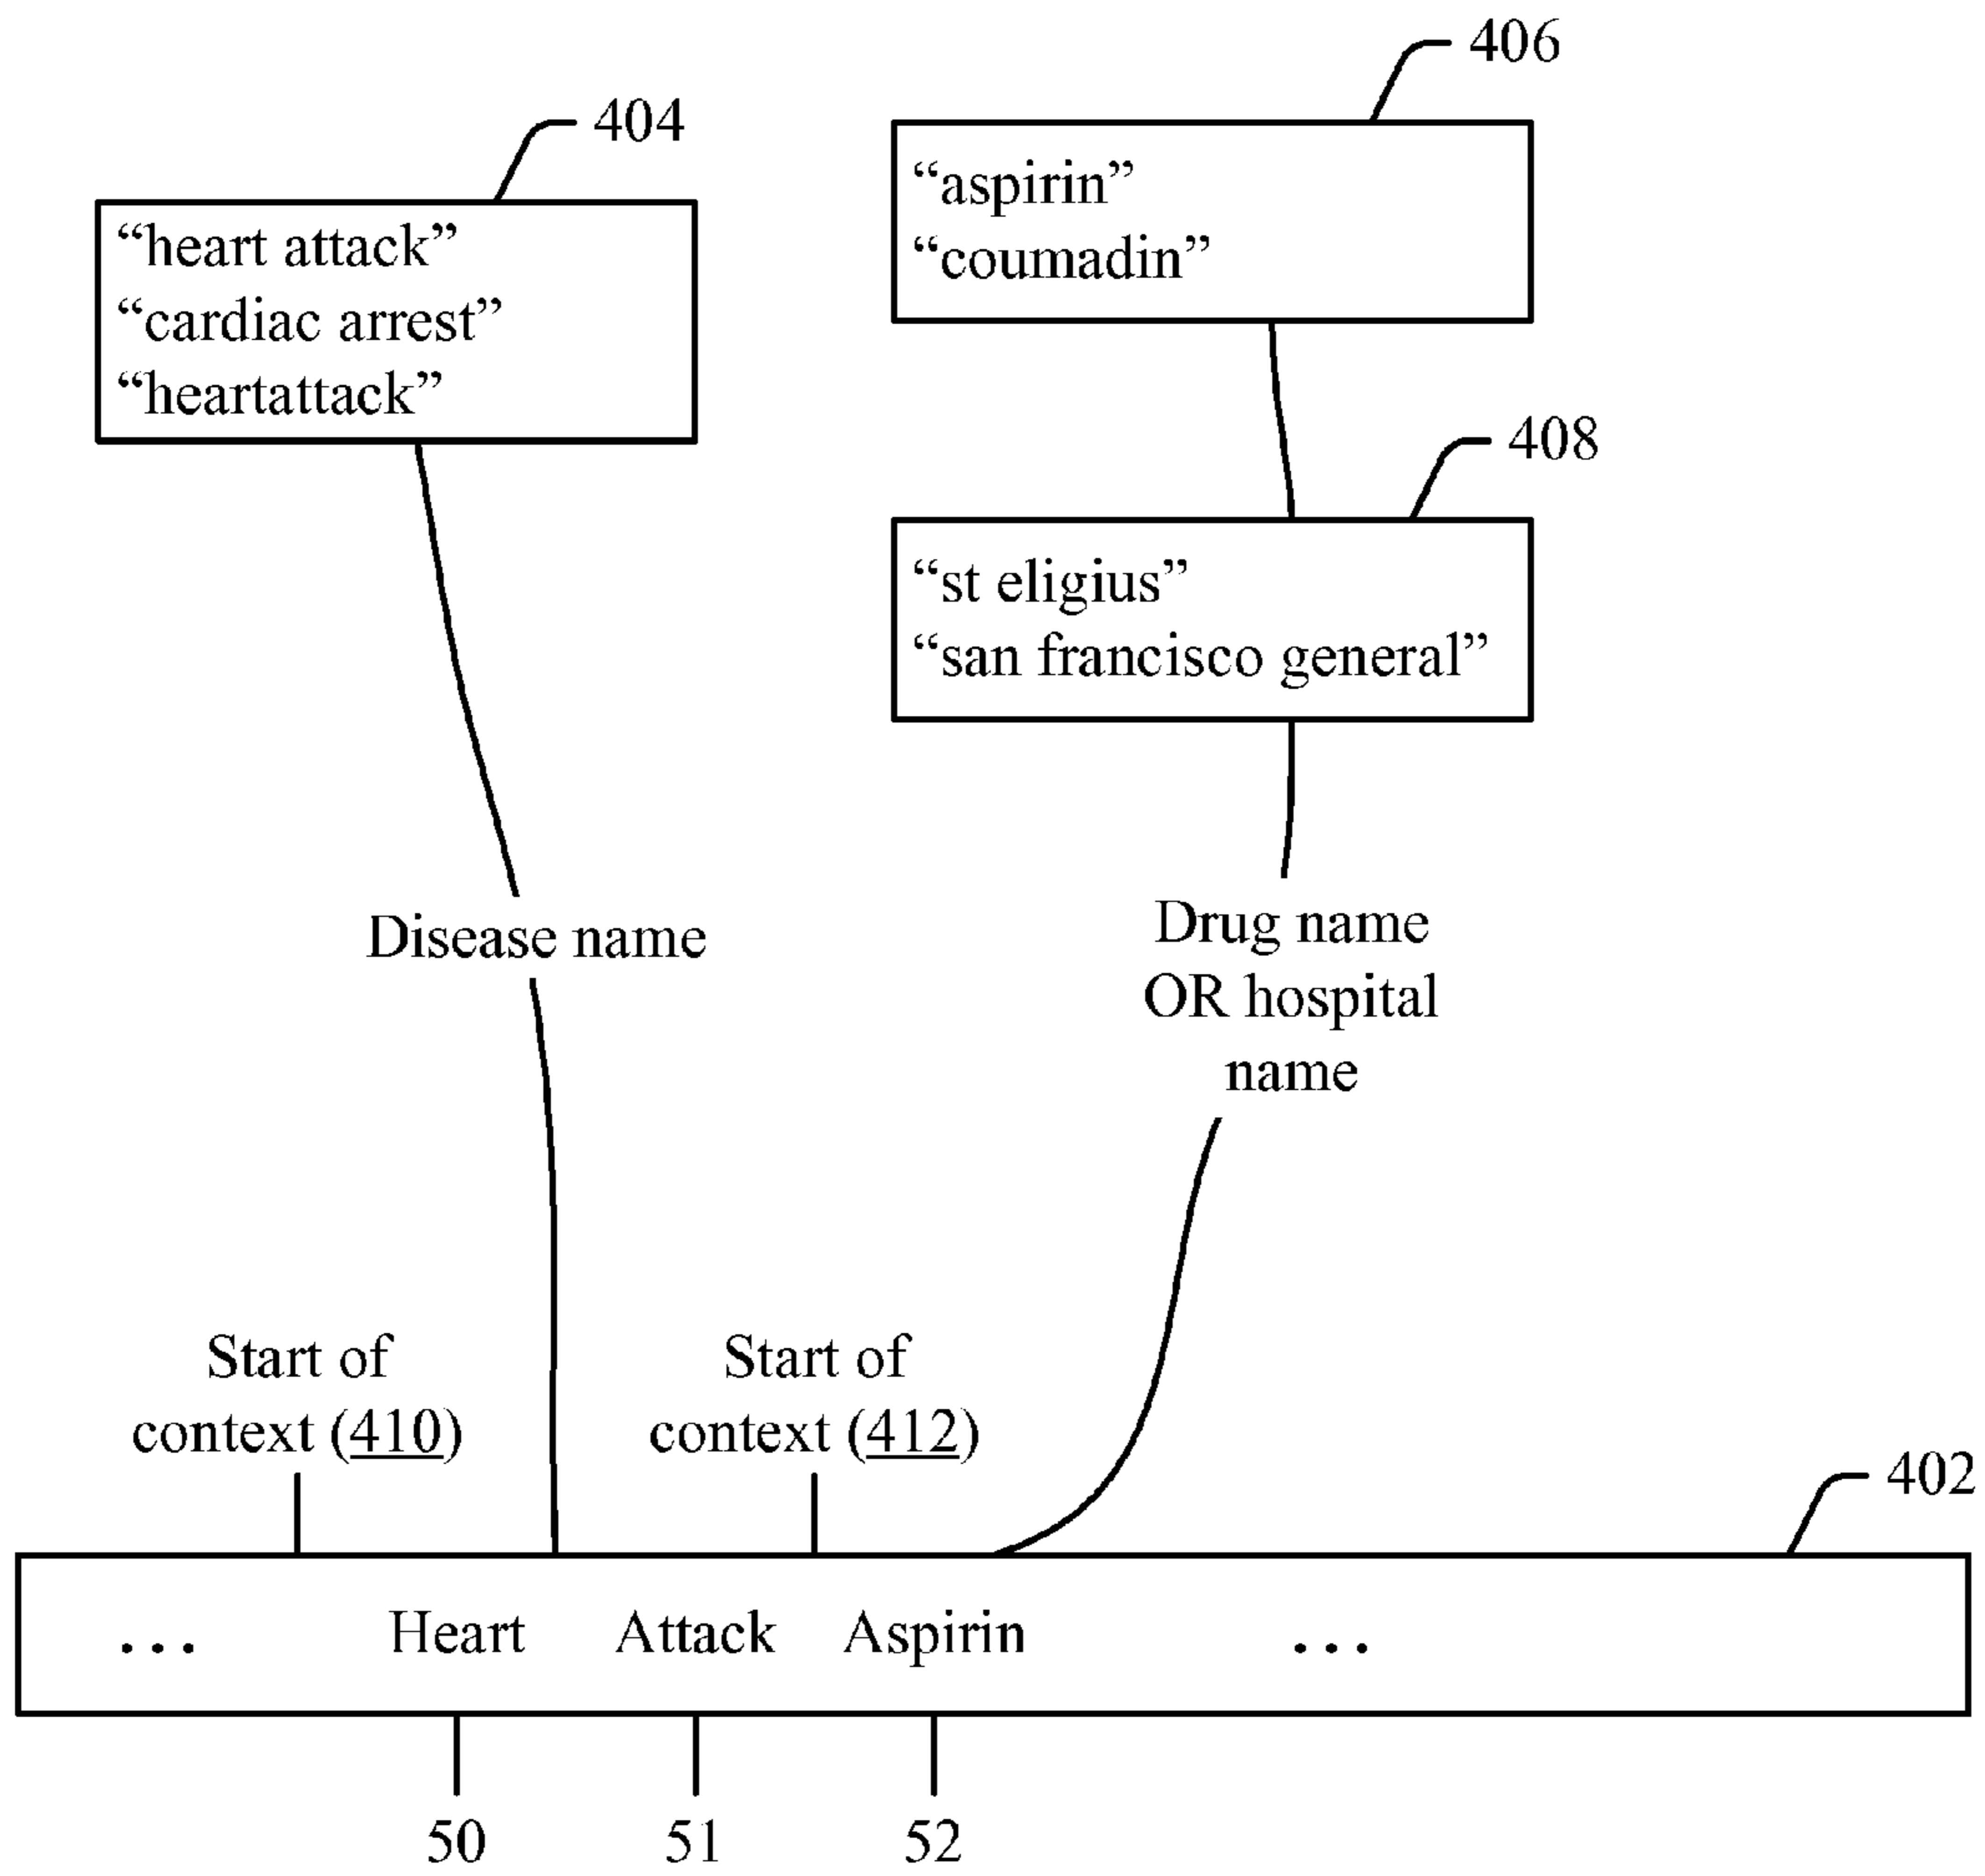 406
404
“aspirin”
“coumadin”
“heart attack”
“cardiac arrest”
“heartattack”
408
“st eligius”
“san francisco general”
Disease name
Drug name
OR hospital
name
Start of
context (410)
Start of
context (412)
402
... Heart Attack Aspirin ...
50 51 52